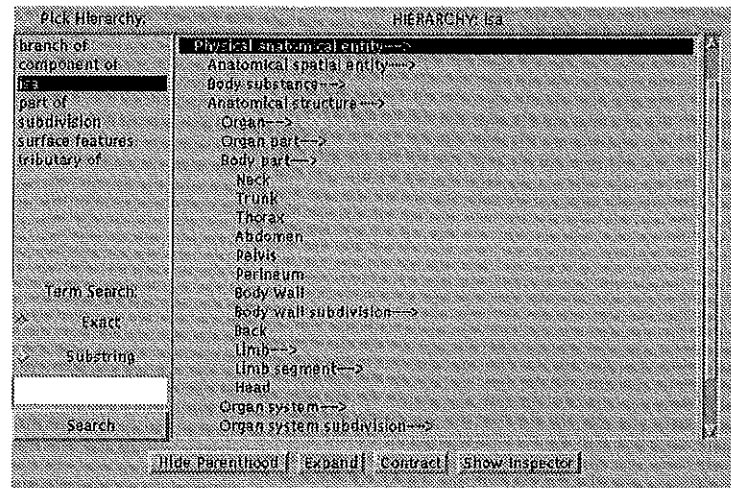 Pick Hierarchy:
branch of
component of
isa
part of
subdivision
surface features
tributary of
Term Search:
Exact
Substring
Search
HIERARCHY: isa
Physical anatomical entity--->
Anatomical spatial entity--->
Body substance--->
Anatomical structure--->
Organ--->
Organ part--->
Body part--->
Neck
Trunk
Thorax
Abdomen
Pelvis
Perineum
Body Wall
Body wall subdivision--->
Back
Limb--->
Limb segment--->
Head
Organ system--->
Organ system subdivision--->
Hide Parenthood
Expand
Contract
Show Inspector